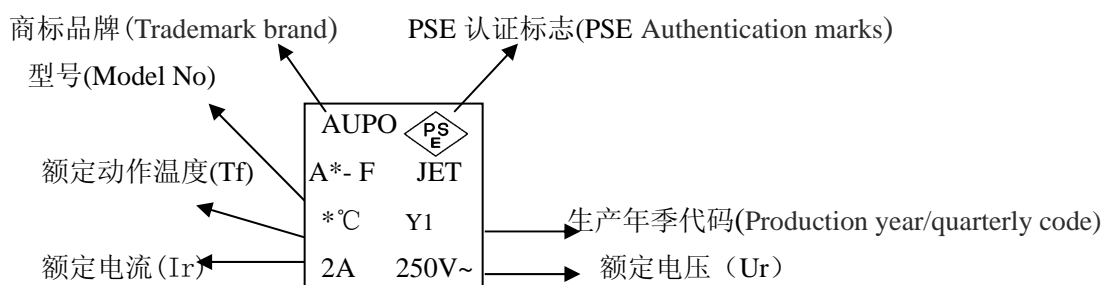 商标品牌(Trademark brand) PSE 认证标志(PSE Authentication marks)
型号(Model No)
AUPO PS E
额定动作温度(Tf) A*- F JET
*℃ Y1 生产年季代码(Production year/quarterly code)
额定电流(Ir) 2A 250V~ 额定电压（Ur）